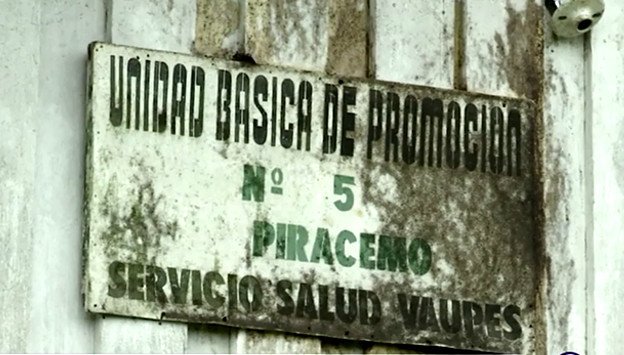 UNIDAD BASICA DE PROMOCION
Nº 5
PIRACEMO
SERVICIO SALUD VAUPES